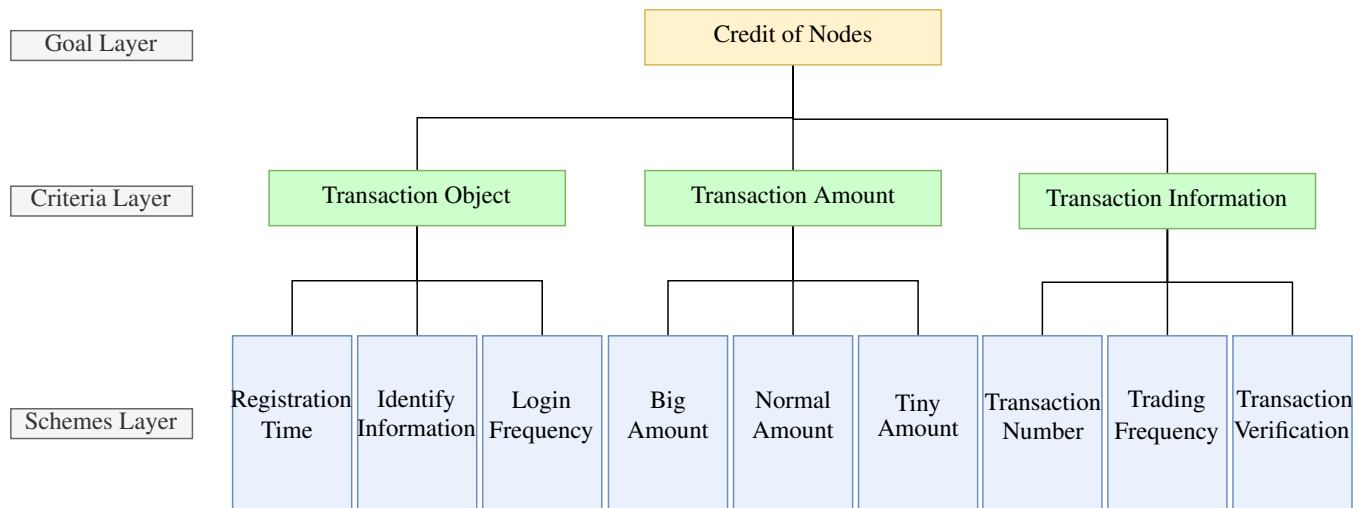 Goal Layer
Credit of Nodes
Criteria Layer
Transaction Object
Transaction Amount
Transaction Information
Schemes Layer
Registration
Time
Identify
Information
Login
Frequency
Big
Amount
Normal
Amount
Tiny
Amount
Transaction
Number
Trading
Frequency
Transaction
Verification